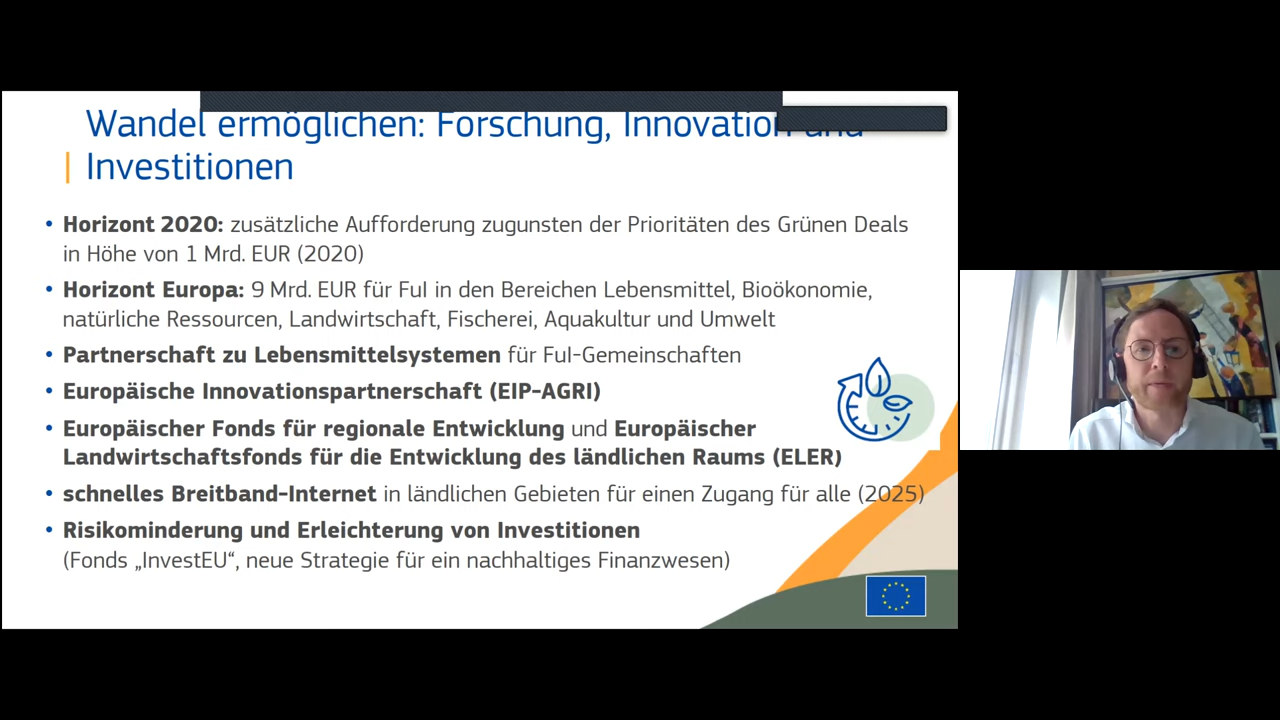 Wandel ermöglichen: Forschung, Innovation und
Investitionen
• Horizont 2020: zusätzliche Aufforderung zugunsten der Prioritäten des Grünen Deals
in Höhe von 1 Mrd. EUR (2020)
• Horizont Europa: 9 Mrd. EUR für FuI in den Bereichen Lebensmittel, Bioökonomie,
natürliche Ressourcen, Landwirtschaft, Fischerei, Aquakultur und Umwelt
• Partnerschaft zu Lebensmittelsystemen für FuI-Gemeinschaften
• Europäische Innovationspartnerschaft (EIP-AGRI)
• Europäischer Fonds für regionale Entwicklung und Europäischer
Landwirtschaftsfonds für die Entwicklung des ländlichen Raums (ELER)
• schnelles Breitband-Internet in ländlichen Gebieten für einen Zugang für alle (2025)
• Risikominderung und Erleichterung von Investitionen
(Fonds „InvestEU“, neue Strategie für ein nachhaltiges Finanzwesen)